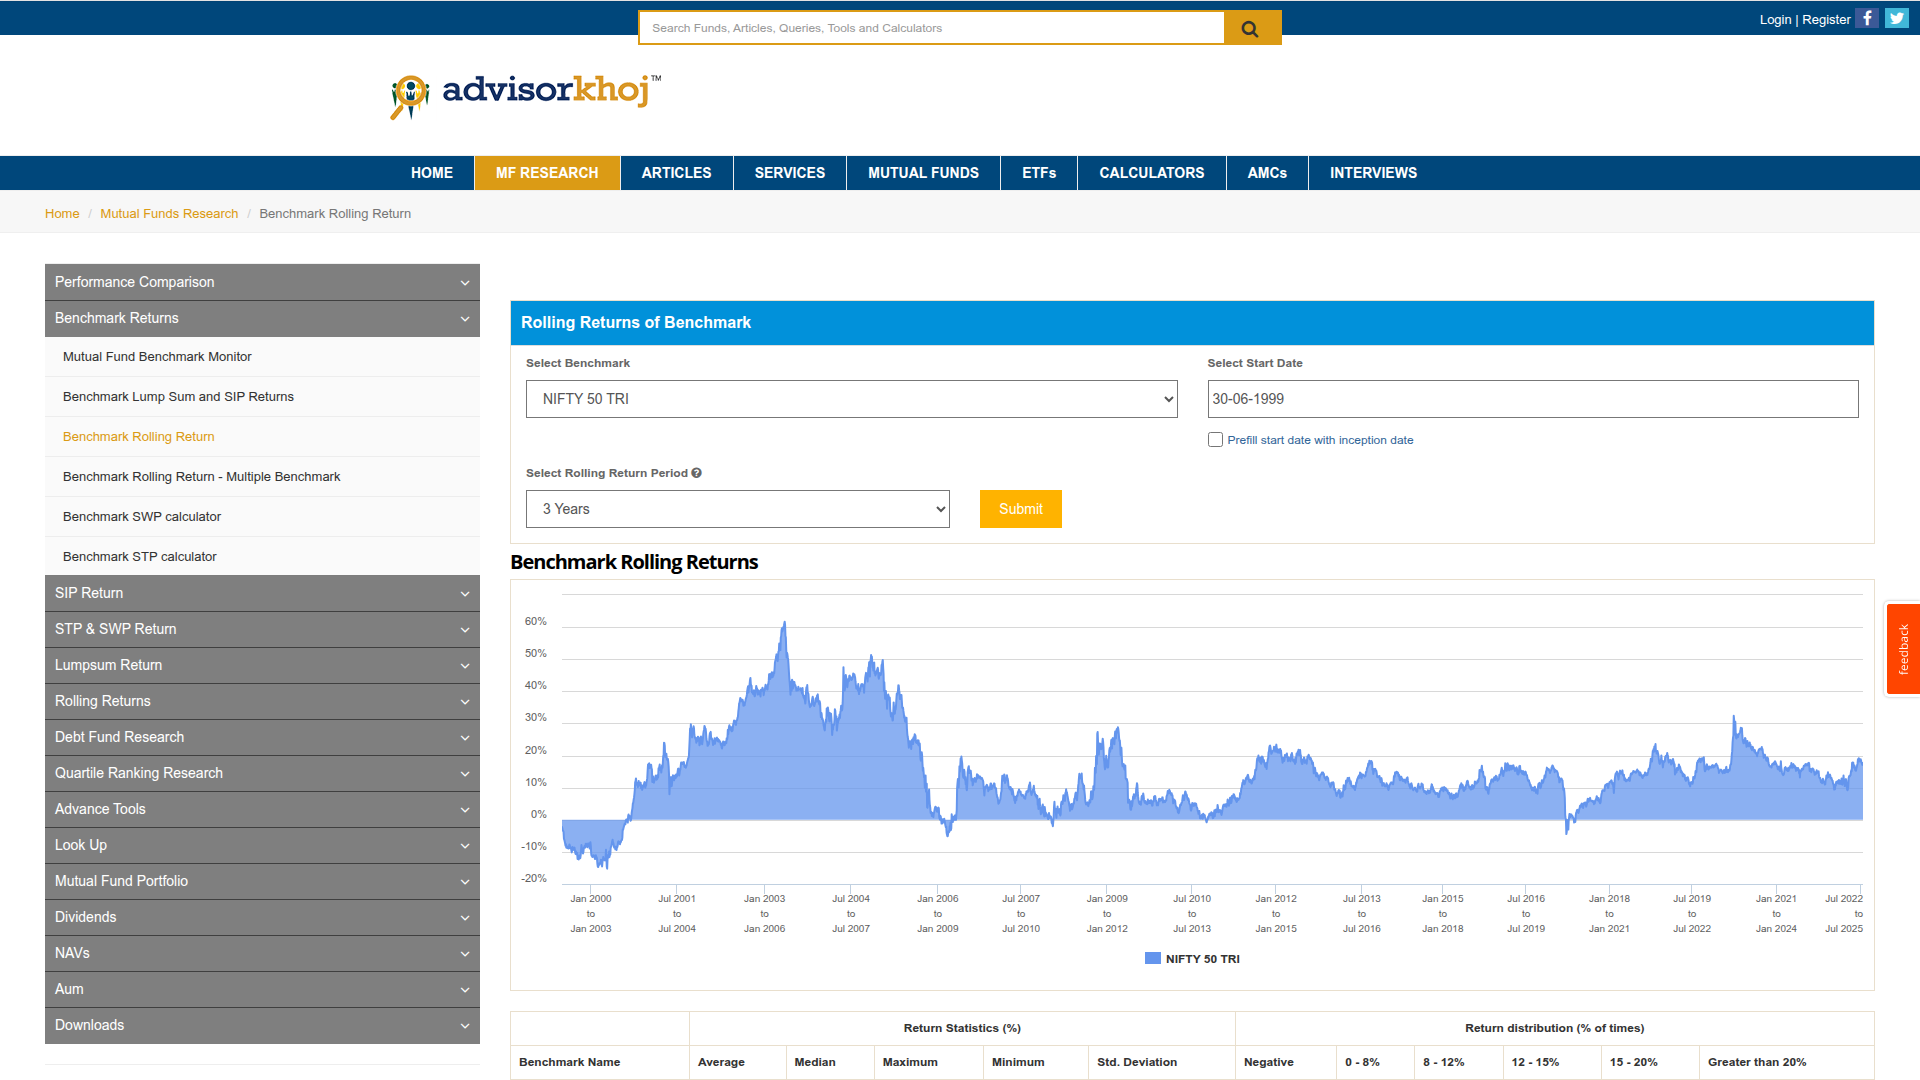 Search Funds, Articles, Queries, Tools and Calculators
Login | Register
advisorkhoj™
HOME
MF RESEARCH
ARTICLES
SERVICES
MUTUAL FUNDS
ETFs
CALCULATORS
AMCs
INTERVIEWS
Home / Mutual Funds Research / Benchmark Rolling Return
Performance Comparison
Benchmark Returns
Mutual Fund Benchmark Monitor
Benchmark Lump Sum and SIP Returns
Benchmark Rolling Return
Benchmark Rolling Return - Multiple Benchmark
Benchmark SWP calculator
Benchmark STP calculator
SIP Return
STP & SWP Return
Lumpsum Return
Rolling Returns
Debt Fund Research
Quartile Ranking Research
Advance Tools
Look Up
Mutual Fund Portfolio
Dividends
NAVs
Aum
Downloads
Rolling Returns of Benchmark
Select Benchmark
NIFTY 50 TRI
Select Start Date
30-06-1999
Prefill start date with inception date
Select Rolling Return Period
3 Years
Submit
Benchmark Rolling Returns
60%
50%
40%
30%
20%
10%
0%
-10%
-20%
Jan 2000 to Jan 2003
Jul 2001 to Jul 2004
Jan 2003 to Jan 2006
Jul 2004 to Jul 2007
Jan 2006 to Jan 2009
Jul 2007 to Jul 2010
Jan 2009 to Jan 2012
Jul 2010 to Jul 2013
Jan 2012 to Jan 2015
Jul 2013 to Jul 2016
Jan 2015 to Jan 2018
Jul 2016 to Jul 2019
Jan 2018 to Jan 2021
Jul 2019 to Jul 2022
Jan 2021 to Jan 2024
Jul 2022 to Jul 2025
NIFTY 50 TRI
feedback
Return Statistics (%)
Return distribution (% of times)
Benchmark Name
Average
Median
Maximum
Minimum
Std. Deviation
Negative
0 - 8%
8 - 12%
12 - 15%
15 - 20%
Greater than 20%